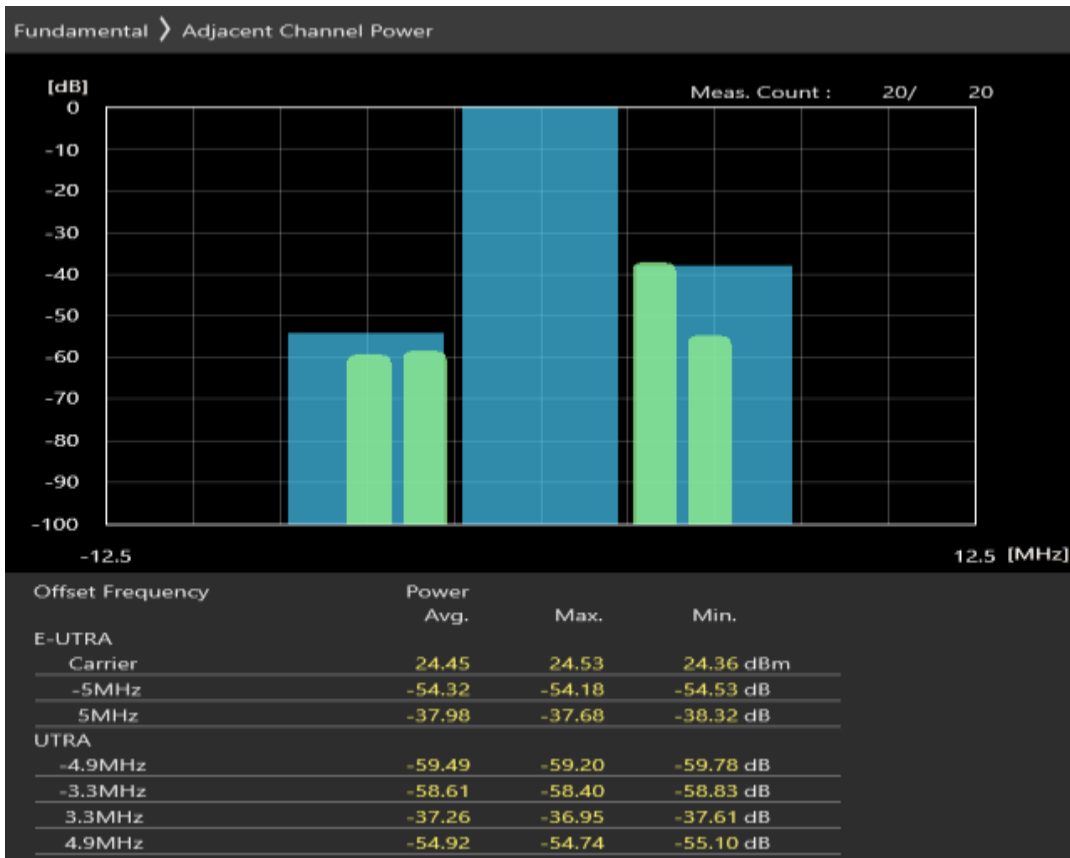 Fundamental ❯ Adjacent Channel Power
[dB]
Meas. Count : 20/ 20
0
-10
-20
-30
-40
-50
-60
-70
-80
-90
-100
-12.5 12.5 [MHz]
Offset Frequency Power
Avg. Max. Min.
E-UTRA
Carrier 24.45 24.53 24.36 dBm
-5MHz -54.32 -54.18 -54.53 dB
5MHz -37.98 -37.68 -38.32 dB
UTRA
-4.9MHz -59.49 -59.20 -59.78 dB
-3.3MHz -58.61 -58.40 -58.83 dB
3.3MHz -37.26 -36.95 -37.61 dB
4.9MHz -54.92 -54.74 -55.10 dB